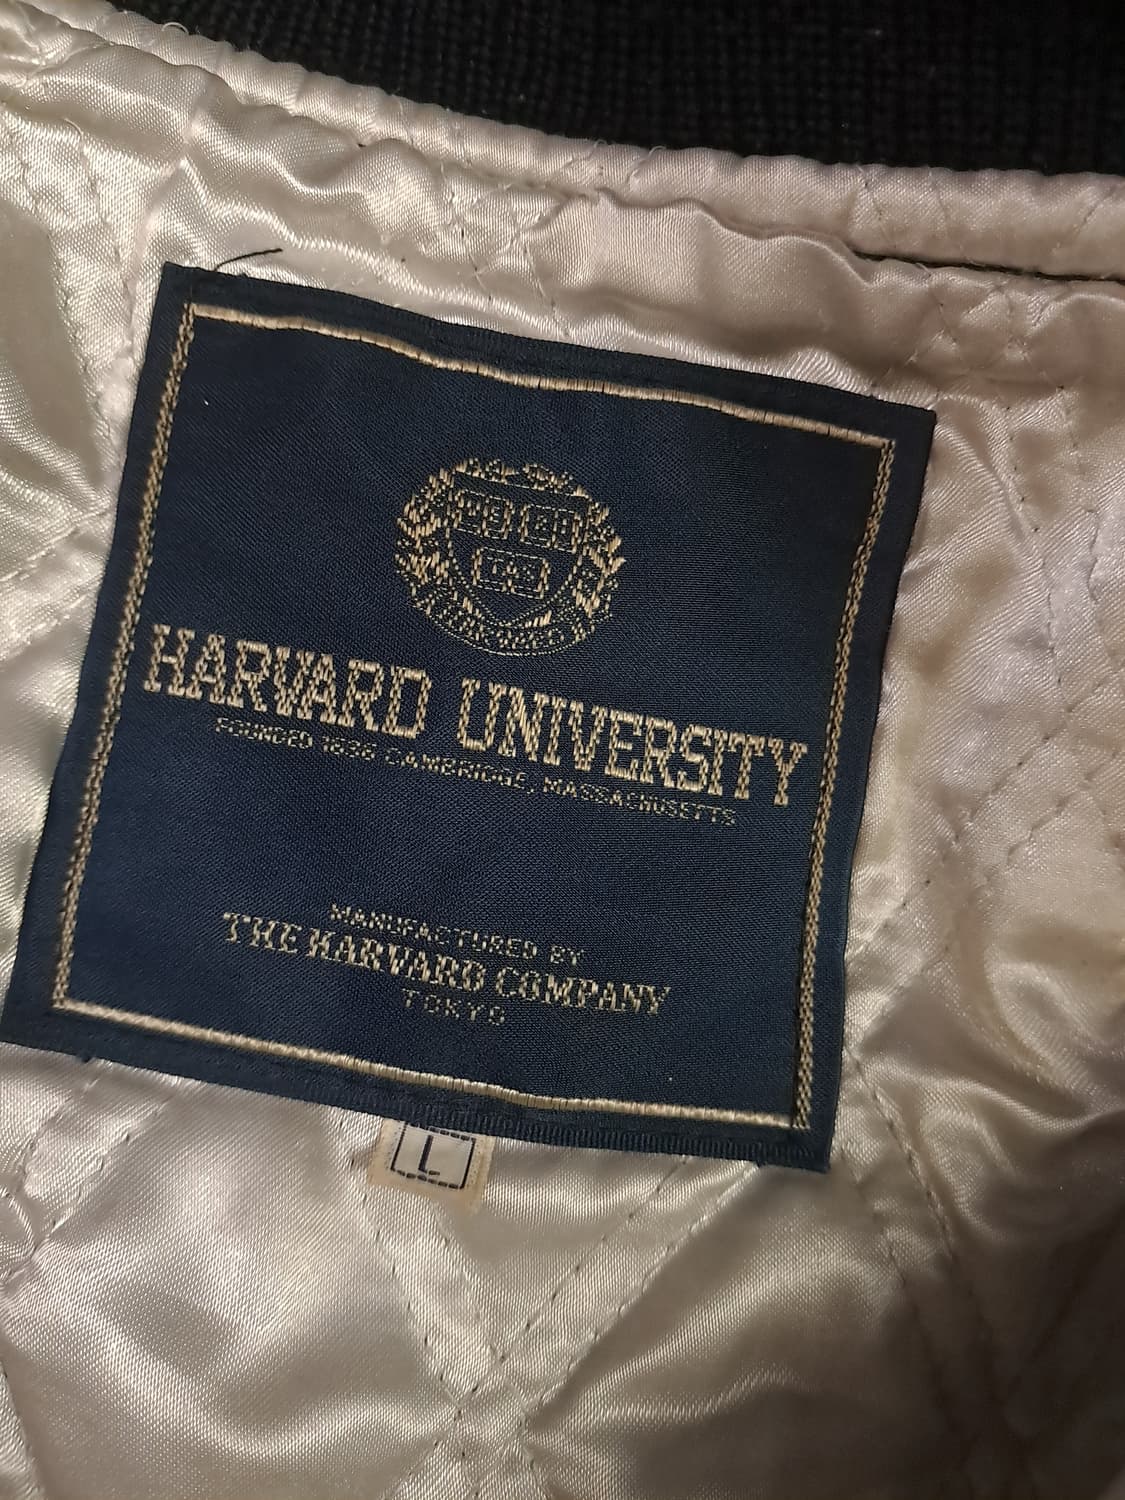 HARVARD UNIVERSITY
FOUNDED 1636 CAMBRIDGE, MASSACHUSETTS
MANUFACTURED BY
THE HARVARD COMPANY
TOKYO
L